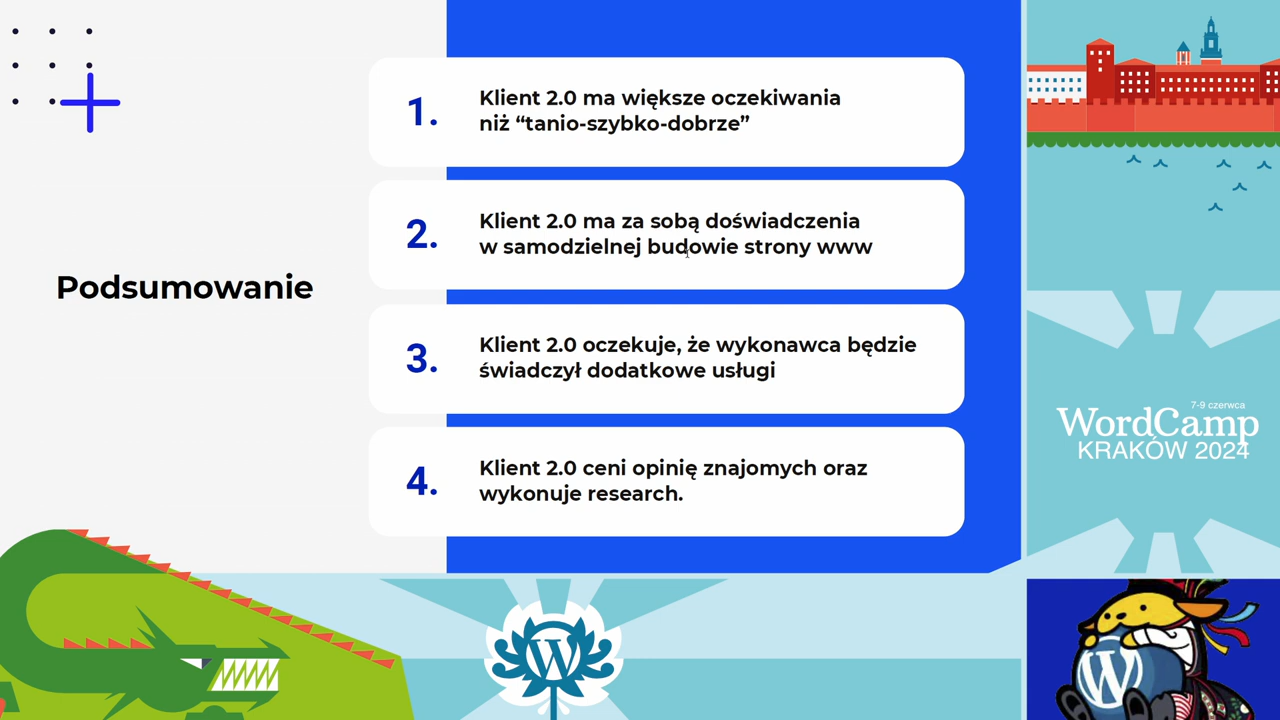 Podsumowanie
1.
Klient 2.0 ma większe oczekiwania
niż “tanio-szybko-dobrze”
2.
Klient 2.0 ma za sobą doświadczenia
w samodzielnej budowie strony www
3.
Klient 2.0 oczekuje, że wykonawca będzie
świadczył dodatkowe usługi
4.
Klient 2.0 ceni opinię znajomych oraz
wykonuje research.
7-9 czerwca
WordCamp
KRAKÓW 2024
W
W